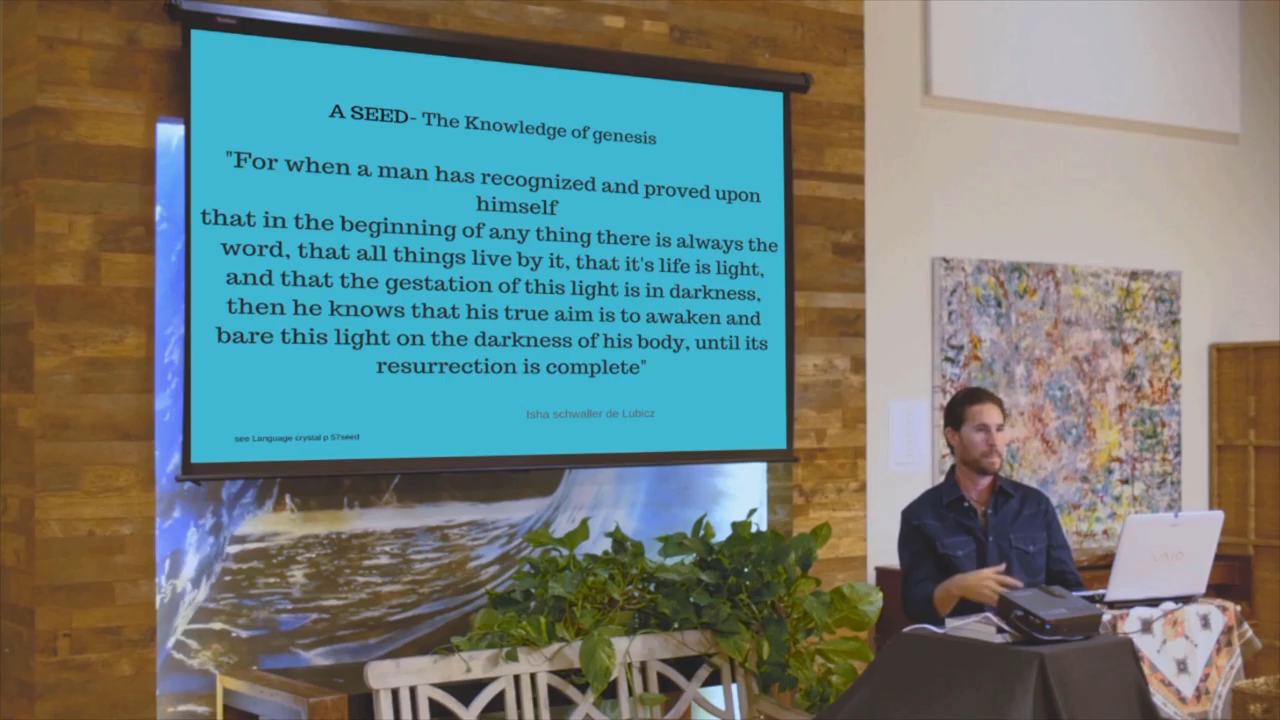 A SEED- The Knowledge of genesis
"For when a man has recognized and proved upon
himself
that in the beginning of any thing there is always the
word, that all things live by it, that it's life is light,
and that the gestation of this light is in darkness,
then he knows that his true aim is to awaken and
bare this light on the darkness of his body, until its
resurrection is complete"
Isha schwaller de Lubicz
see Language crystal p 57seed
VAIO